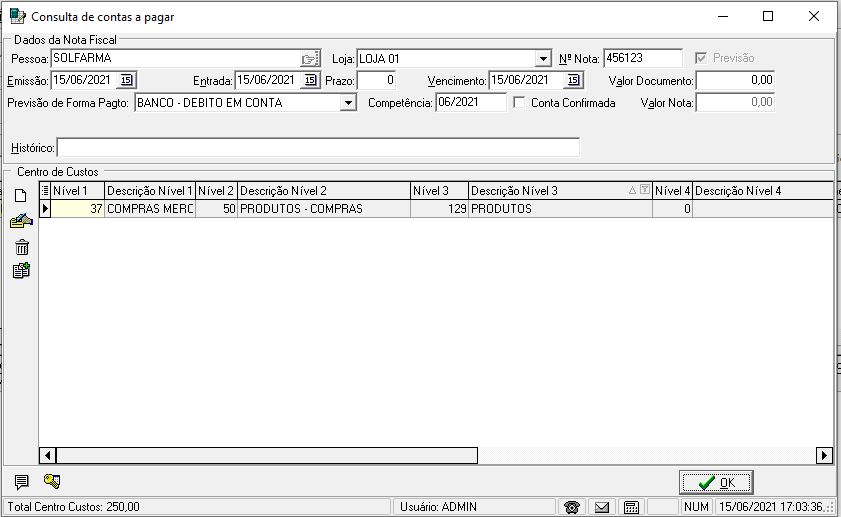 Consulta de contas a pagar
Dados da Nota Fiscal
Pessoa: SOLFARMA Loja: LOJA 01 Nº Nota: 456123 Previsão
Emissão: 15/06/2021 15 Entrada: 15/06/2021 15 Prazo: 0 Vencimento: 15/06/2021 15 Valor Documento: 0,00
Previsão de Forma Pagto: BANCO - DEBITO EM CONTA Competência: 06/2021 Conta Confirmada Valor Nota: 0,00
Histórico:
Centro de Custos
Nível 1 Descrição Nível 1 Nível 2 Descrição Nível 2 Nível 3 Descrição Nível 3 Nível 4 Descrição Nível 4
37 COMPRAS MERC 50 PRODUTOS - COMPRAS 129 PRODUTOS 0
OK
Total Centro Custos: 250,00 Usuário: ADMIN NUM 15/06/2021 17:03:36